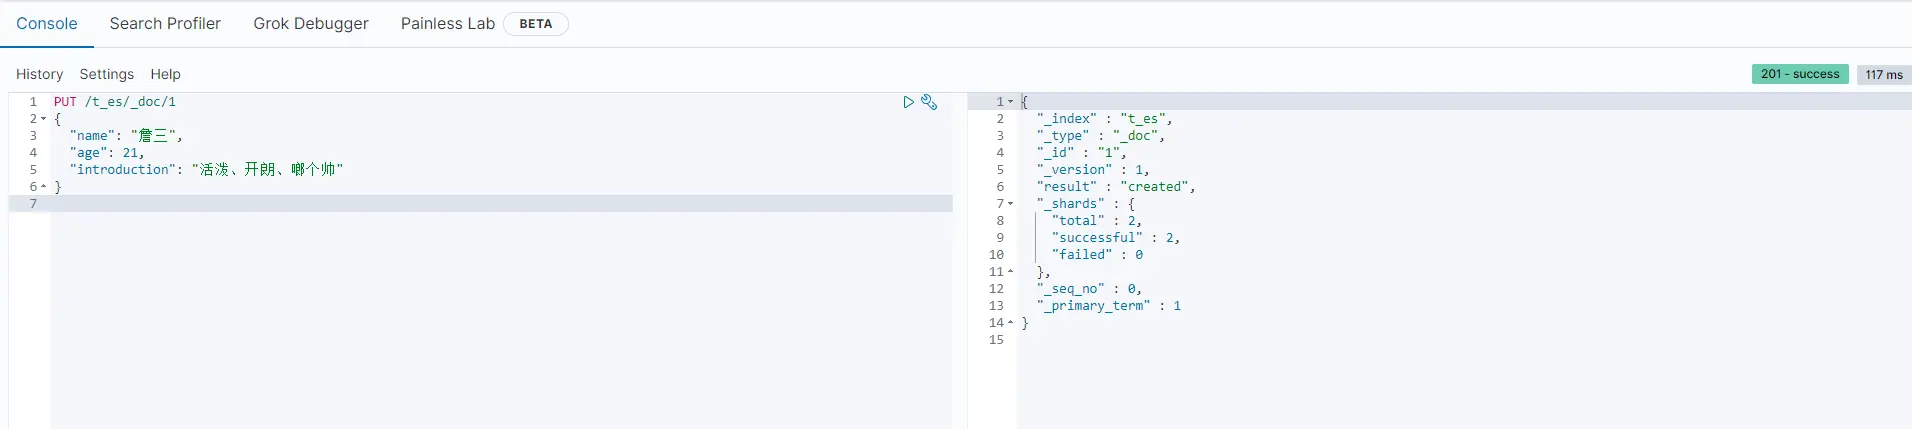 Console Search Profiler Grok Debugger Painless Lab BETA
History Settings Help
201 - success 117 ms
1 PUT /t_es/_doc/1
2 {
3 "name": "詹三",
4 "age": 21,
5 "introduction": "活泼、开朗、啷个帅"
6 }
7
1 {
2 "_index" : "t_es",
3 "_type" : "_doc",
4 "_id" : "1",
5 "_version" : 1,
6 "result" : "created",
7 "_shards" : {
8 "total" : 2,
9 "successful" : 2,
10 "failed" : 0
11 },
12 "_seq_no" : 0,
13 "_primary_term" : 1
14 }
15